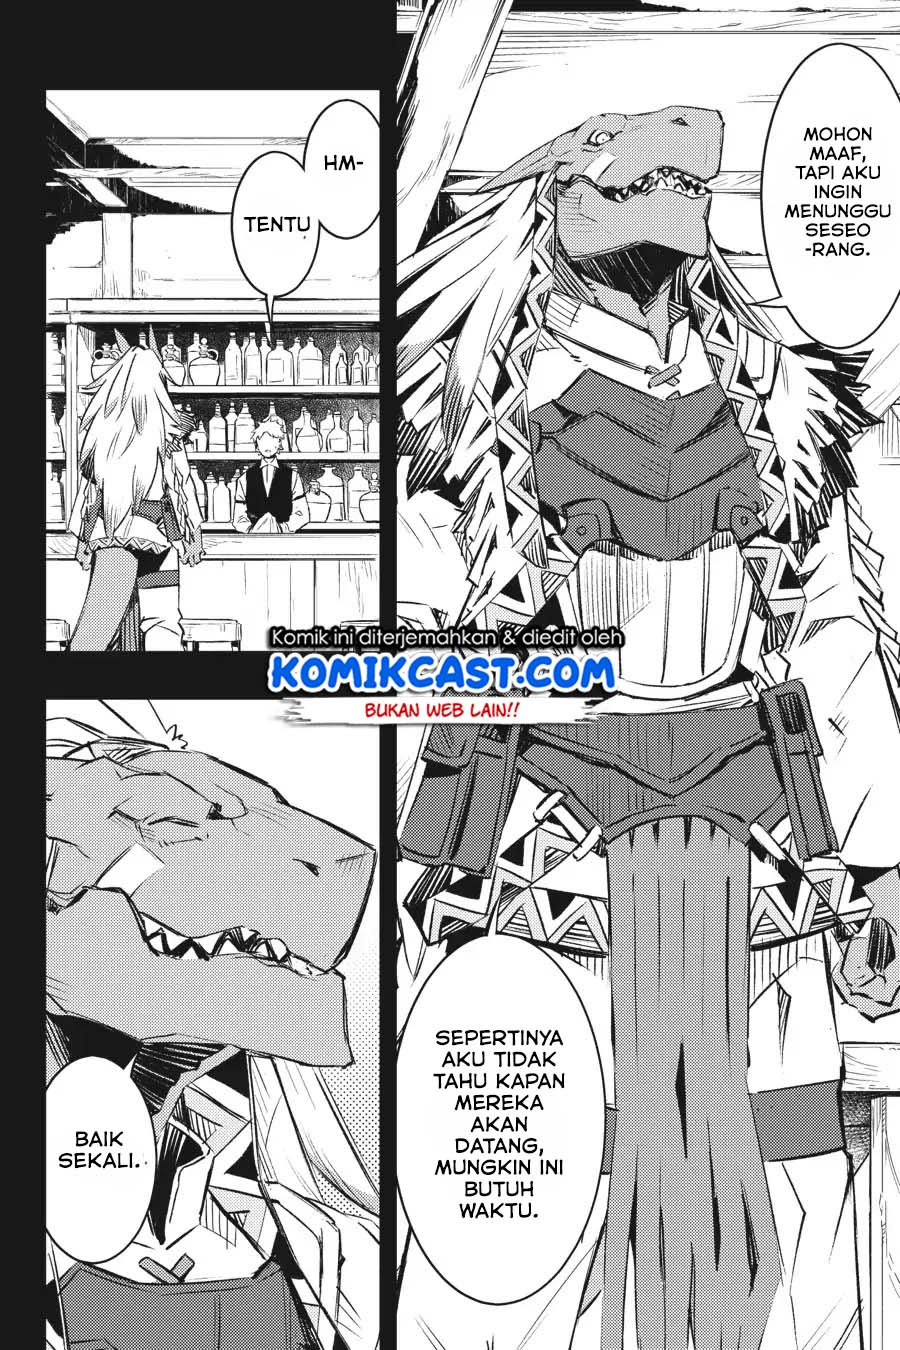 MOHON
MAAF,
TAPI AKU
INGIN
MENUNGGU
SESEO
-RANG.
SEPERTINYA
AKU TIDAK
TAHU KAPAN
MEREKA
AKAN
DATANG,
MUNGKIN INI
BUTUH
WAKTU.
HM-
TENTU
Komik ini diterjemahkan & diedit oleh
KOMIKCAST.COM
BUKAN WEB LAIN!!
BAIK
SEKALI.